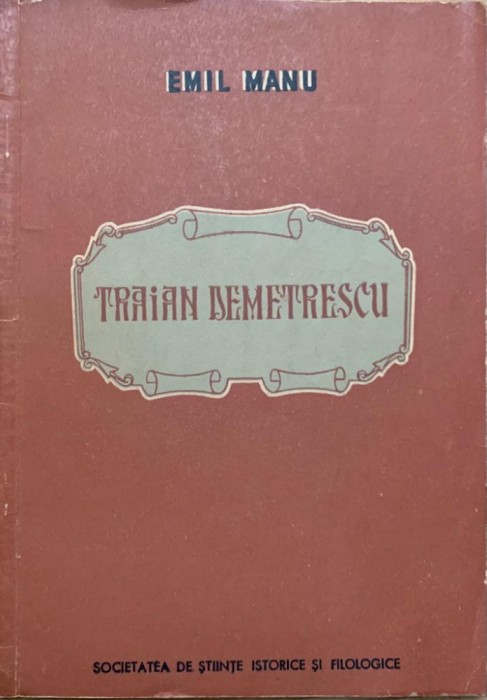 EMIL MANU
TRAiAN DEMETRESCU
SOCIETATEA DE ȘTIINȚE ISTORICE ȘI FILOLOGICE